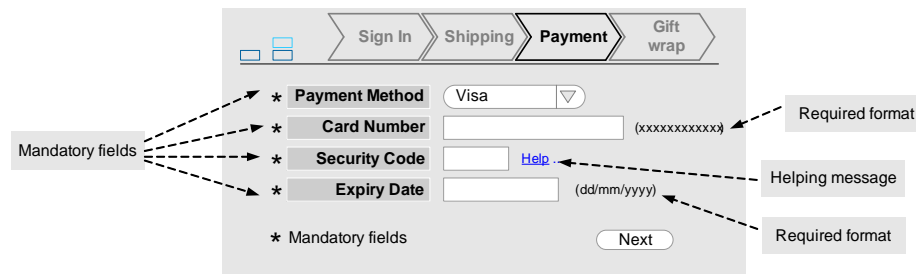 Sign In Shipping Payment Gift wrap
* Payment Method Visa
Required format
* Card Number (xxxxxxxxxxxx)
Mandatory fields
* Security Code Help ...
Helping message
* Expiry Date (dd/mm/yyyy)
Required format
* Mandatory fields Next